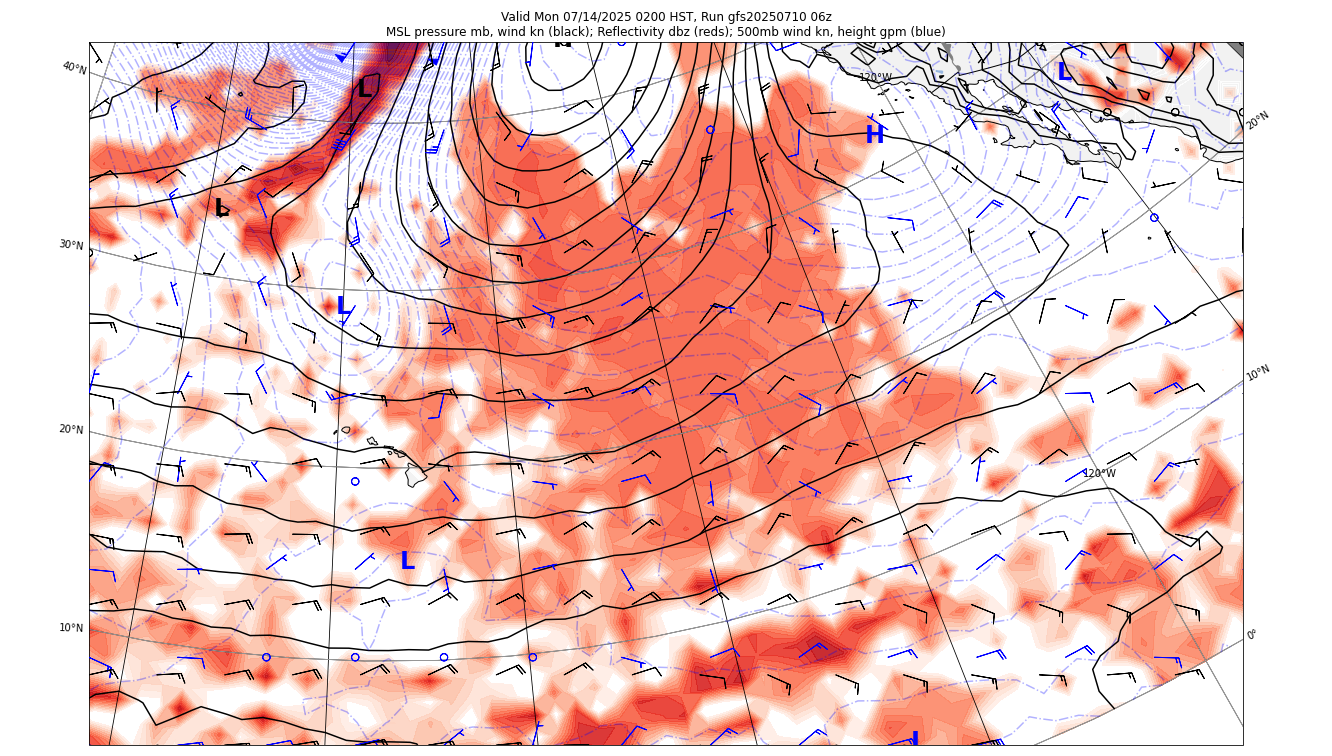 Valid Mon 07/14/2025 0200 HST, Run gfs20250710 06z
MSL pressure mb, wind kn (black); Reflectivity dbz (reds); 500mb wind kn, height gpm (blue)
40°N
L
120°W
L
20°N
H
L
30°N
L
10°N
20°N
120°W
L
10°N
0°
L